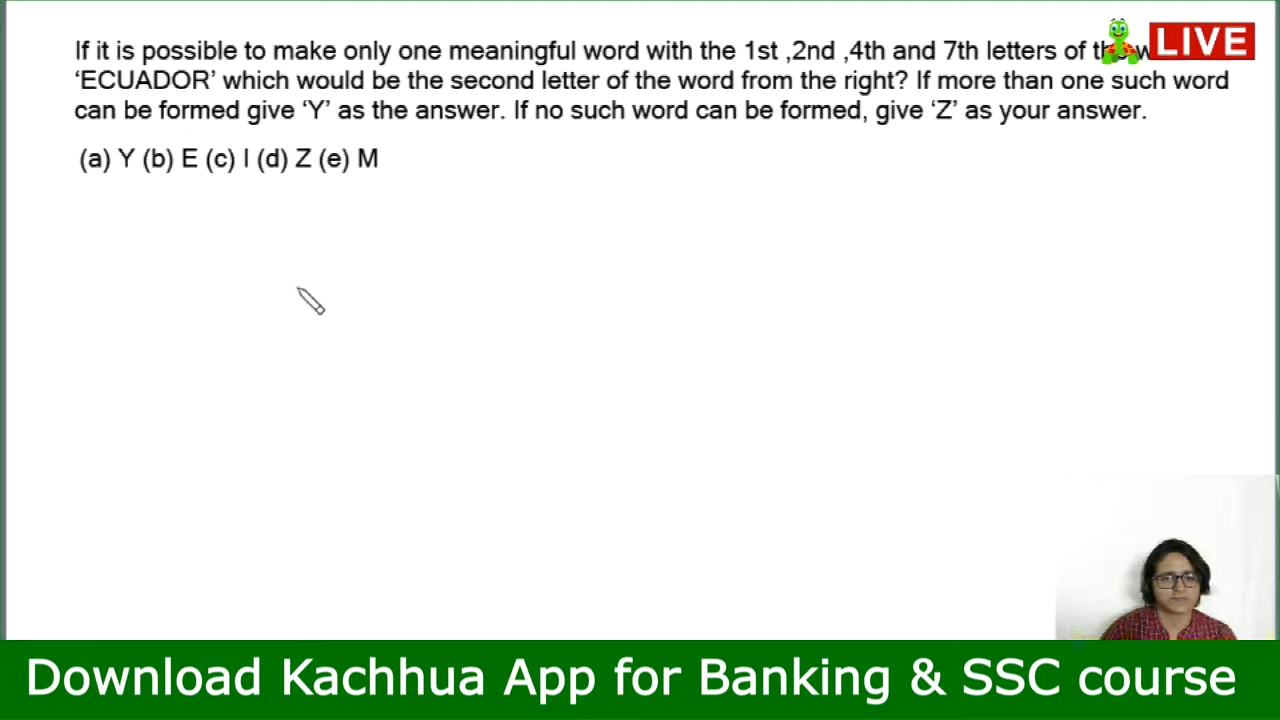 If it is possible to make only one meaningful word with the 1st ,2nd ,4th and 7th letters of
LIVE
‘ECUADOR’ which would be the second letter of the word from the right? If more than one such word
can be formed give ‘Y’ as the answer. If no such word can be formed, give ‘Z’ as your answer.
(a) Y (b) E (c) I (d) Z (e) M
Download Kachhua App for Banking & SSC course